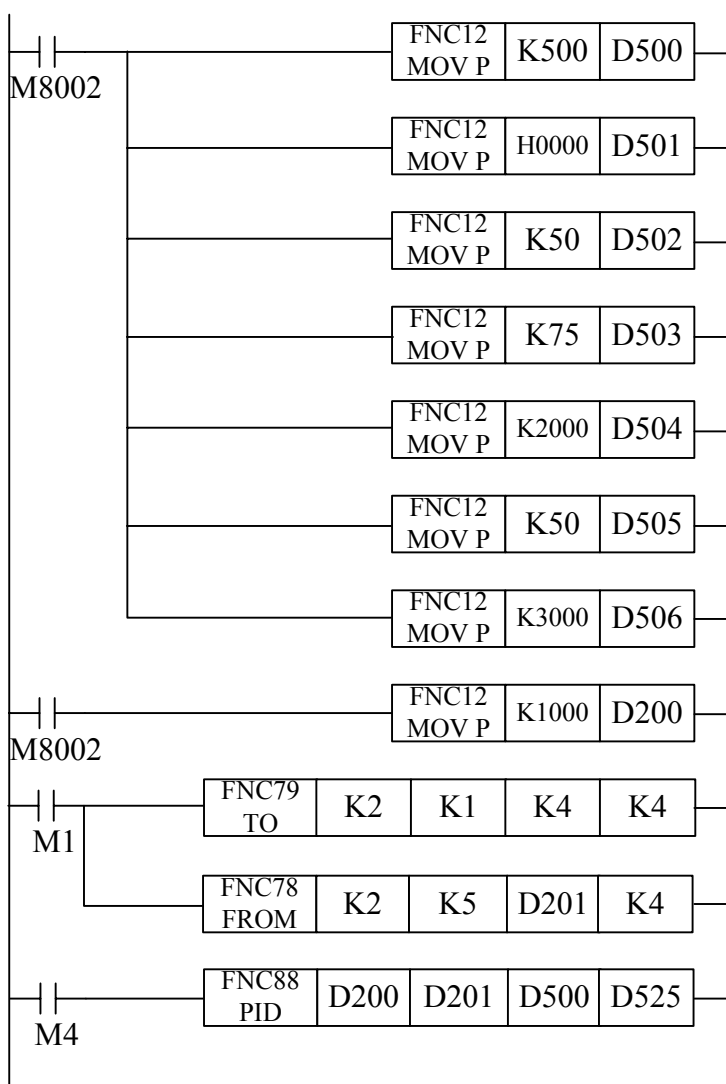 FNC12
MOV P K500 D500
M8002
FNC12
MOV P H0000 D501
FNC12
MOV P K50 D502
FNC12
MOV P K75 D503
FNC12
MOV P K2000 D504
FNC12
MOV P K50 D505
FNC12
MOV P K3000 D506
FNC12
MOV P K1000 D200
M8002
FNC79
TO K2 K1 K4 K4
M1
FNC78
FROM K2 K5 D201 K4
FNC88
PID D200 D201 D500 D525
M4